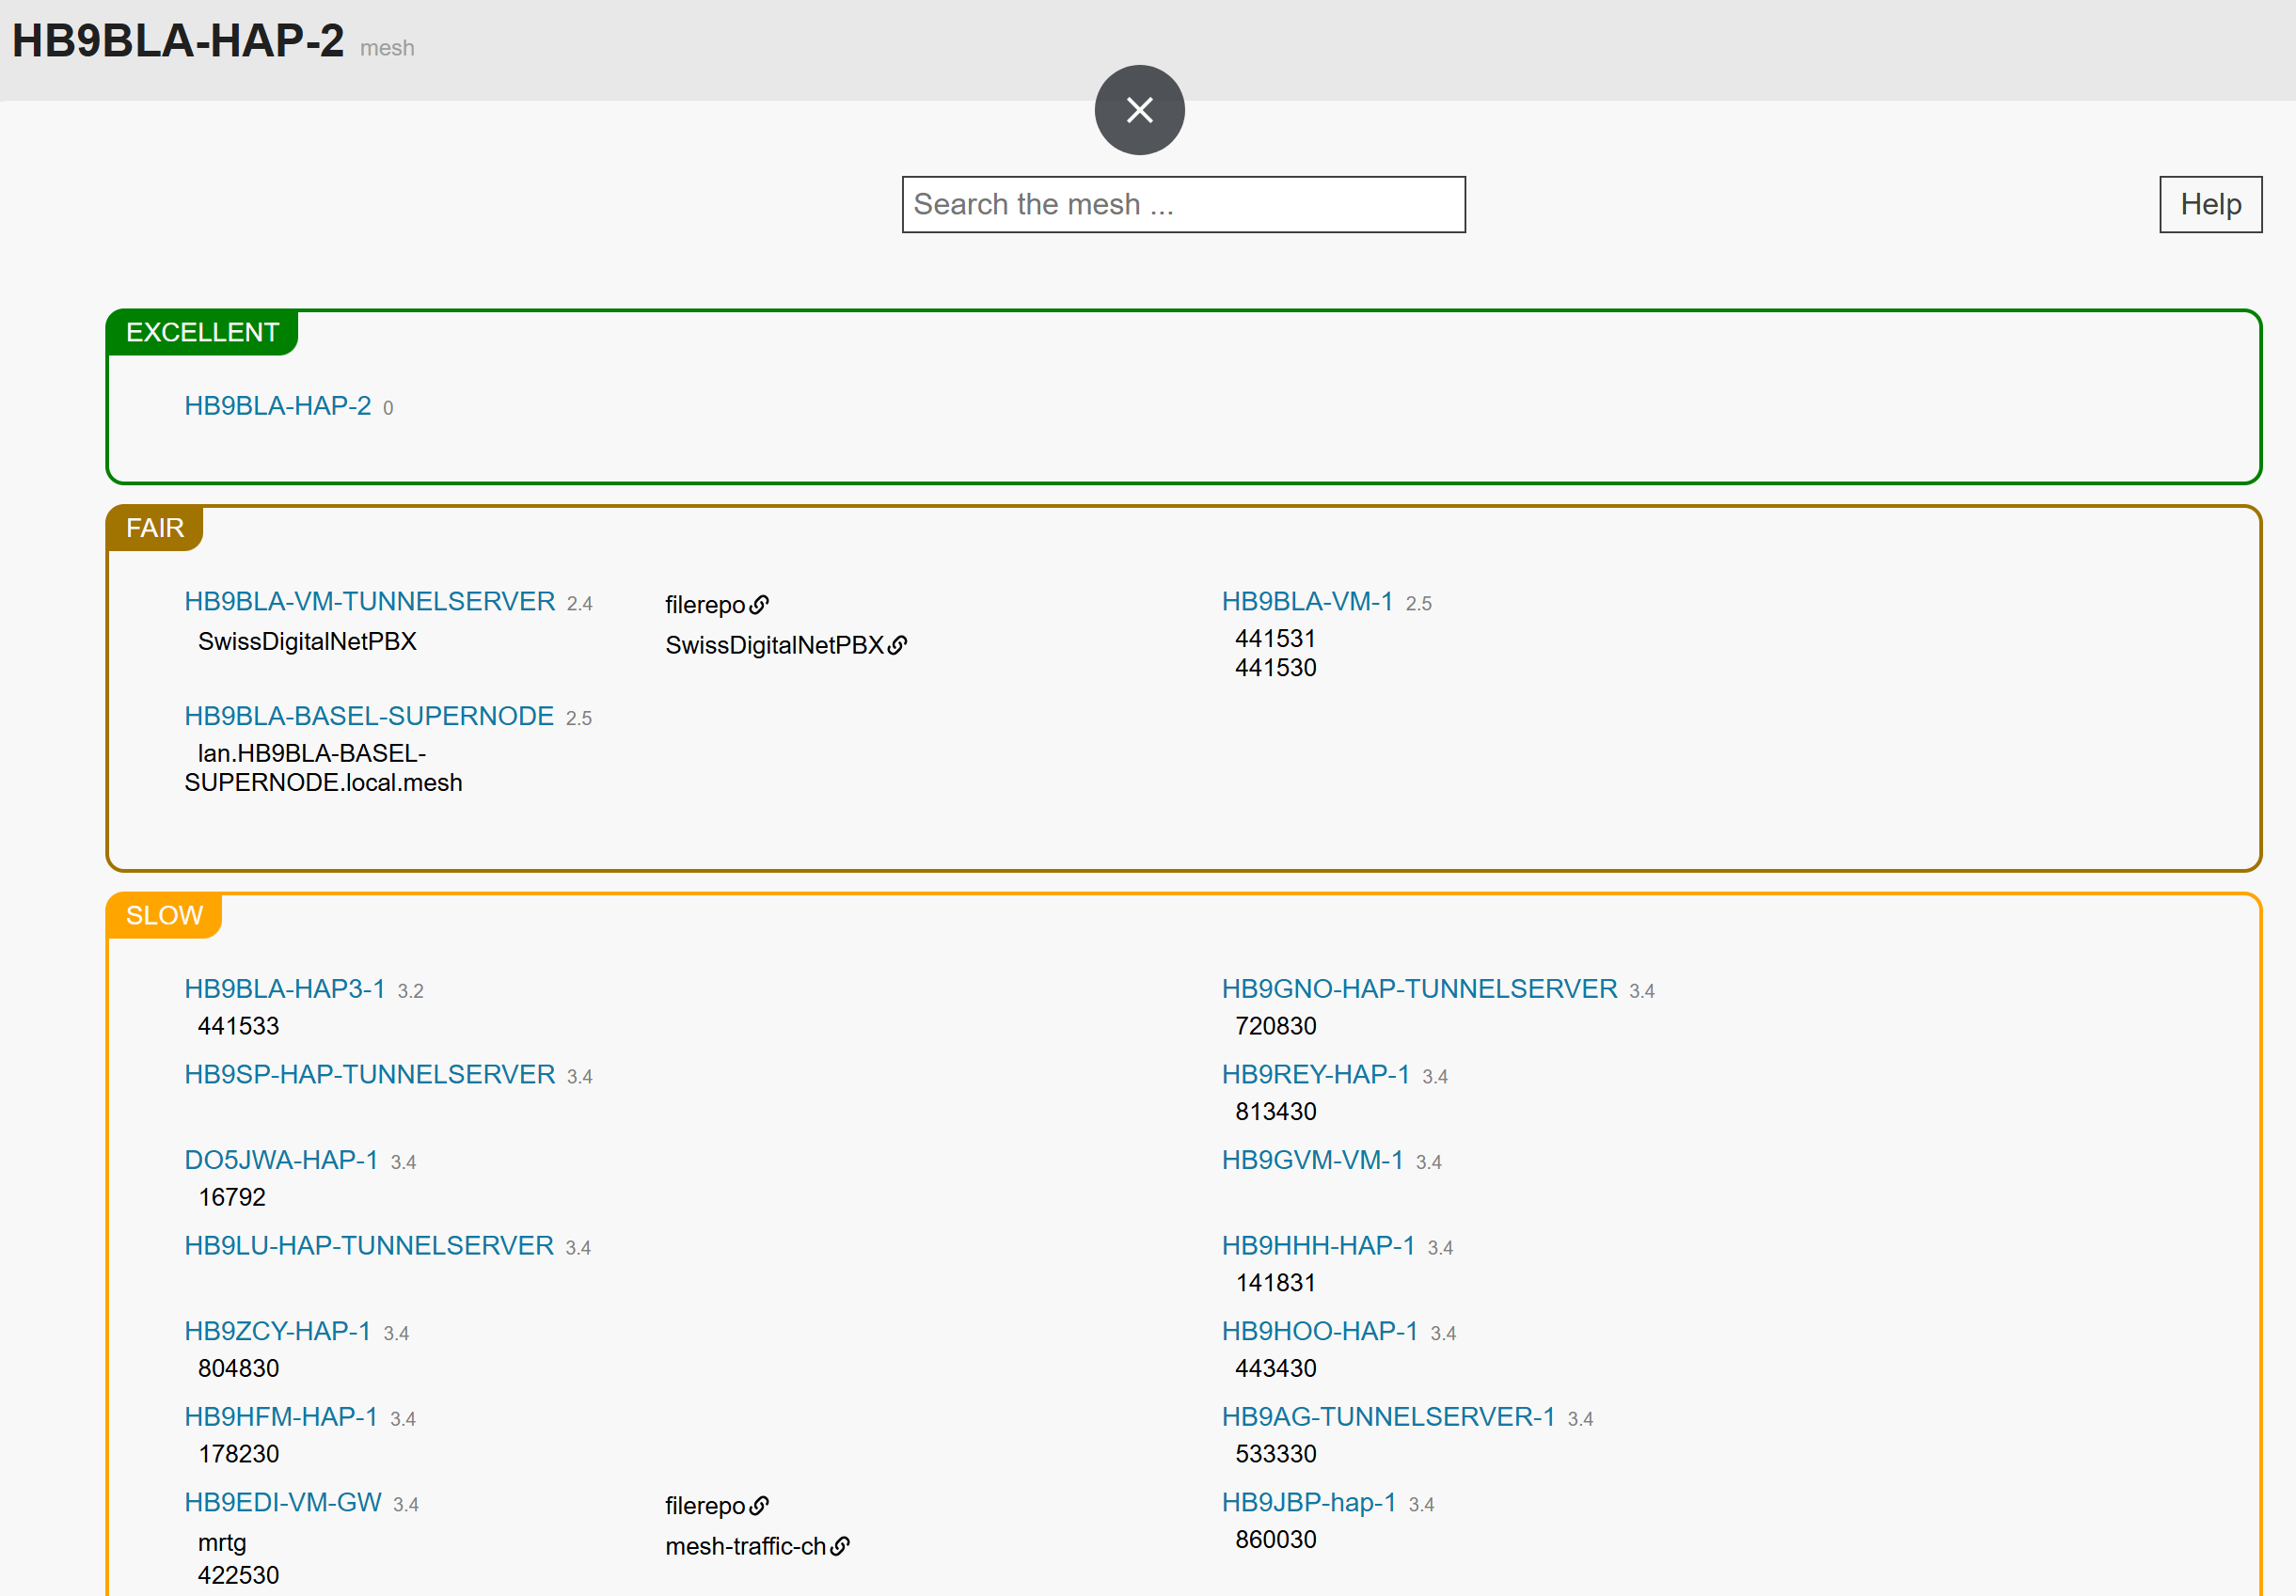 HB9BLA-HAP-2 mesh
Search the mesh ...
Help
EXCELLENT
HB9BLA-HAP-2 0
FAIR
HB9BLA-VM-TUNNELSERVER 2.4
SwissDigitalNetPBX
filerepo
SwissDigitalNetPBX
HB9BLA-VM-1 2.5
441531
441530
HB9BLA-BASEL-SUPERNODE 2.5
lan.HB9BLA-BASEL-
SUPERNODE.local.mesh
SLOW
HB9BLA-HAP3-1 3.2
441533
HB9GNO-HAP-TUNNELSERVER 3.4
720830
HB9SP-HAP-TUNNELSERVER 3.4
HB9REY-HAP-1 3.4
813430
DO5JWA-HAP-1 3.4
16792
HB9GVM-VM-1 3.4
HB9LU-HAP-TUNNELSERVER 3.4
HB9HHH-HAP-1 3.4
141831
HB9ZCY-HAP-1 3.4
804830
HB9HOO-HAP-1 3.4
443430
HB9HFM-HAP-1 3.4
178230
HB9AG-TUNNELSERVER-1 3.4
533330
HB9EDI-VM-GW 3.4
mrtg
422530
filerepo
mesh-traffic-ch
HB9JBP-hap-1 3.4
860030